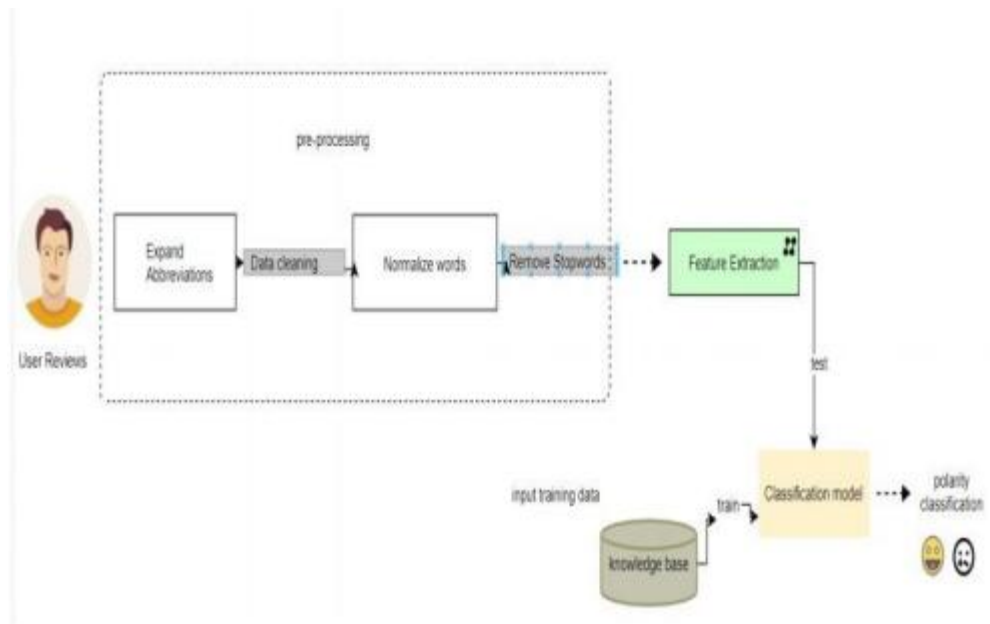 pre-processing
Expand
Abbreviations
Data cleaning
Normalize words
Remove Stopwords
Feature Extraction
User Reviews
test
input training data
knowledge base
train
Classification model
polarity
classification